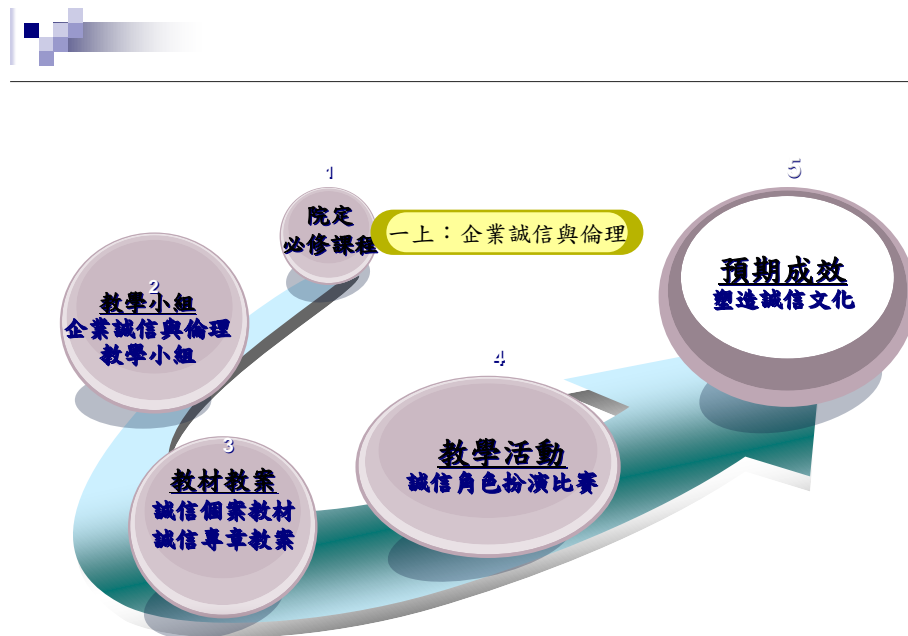 1
院定
必修課程
一上：企業誠信與倫理
2
教學小組
企業誠信與倫理
教學小組
3
教材教案
誠信個案教材
誠信專章教案
4
教學活動
誠信角色扮演比賽
5
預期成效
塑造誠信文化